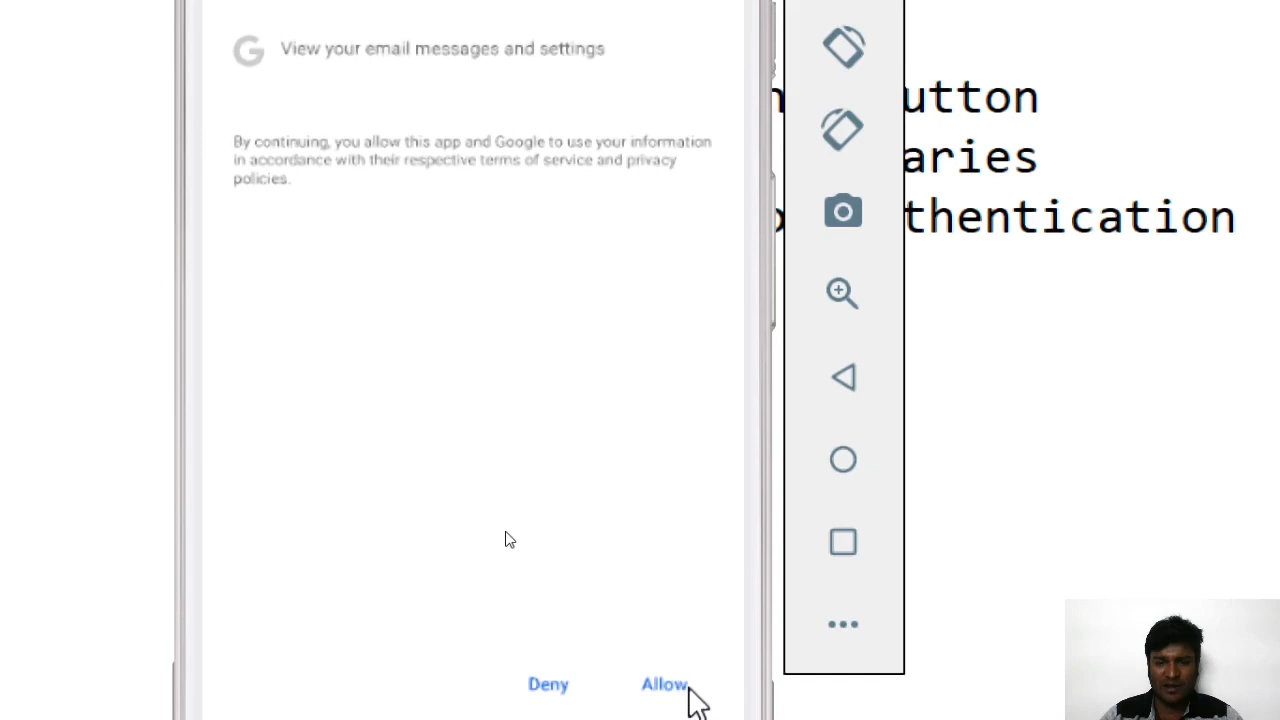 View your email messages and settings
By continuing, you allow this app and Google to use your information
in accordance with their respective terms of service and privacy
policies.
Deny
Allow
utton
aries
thentication